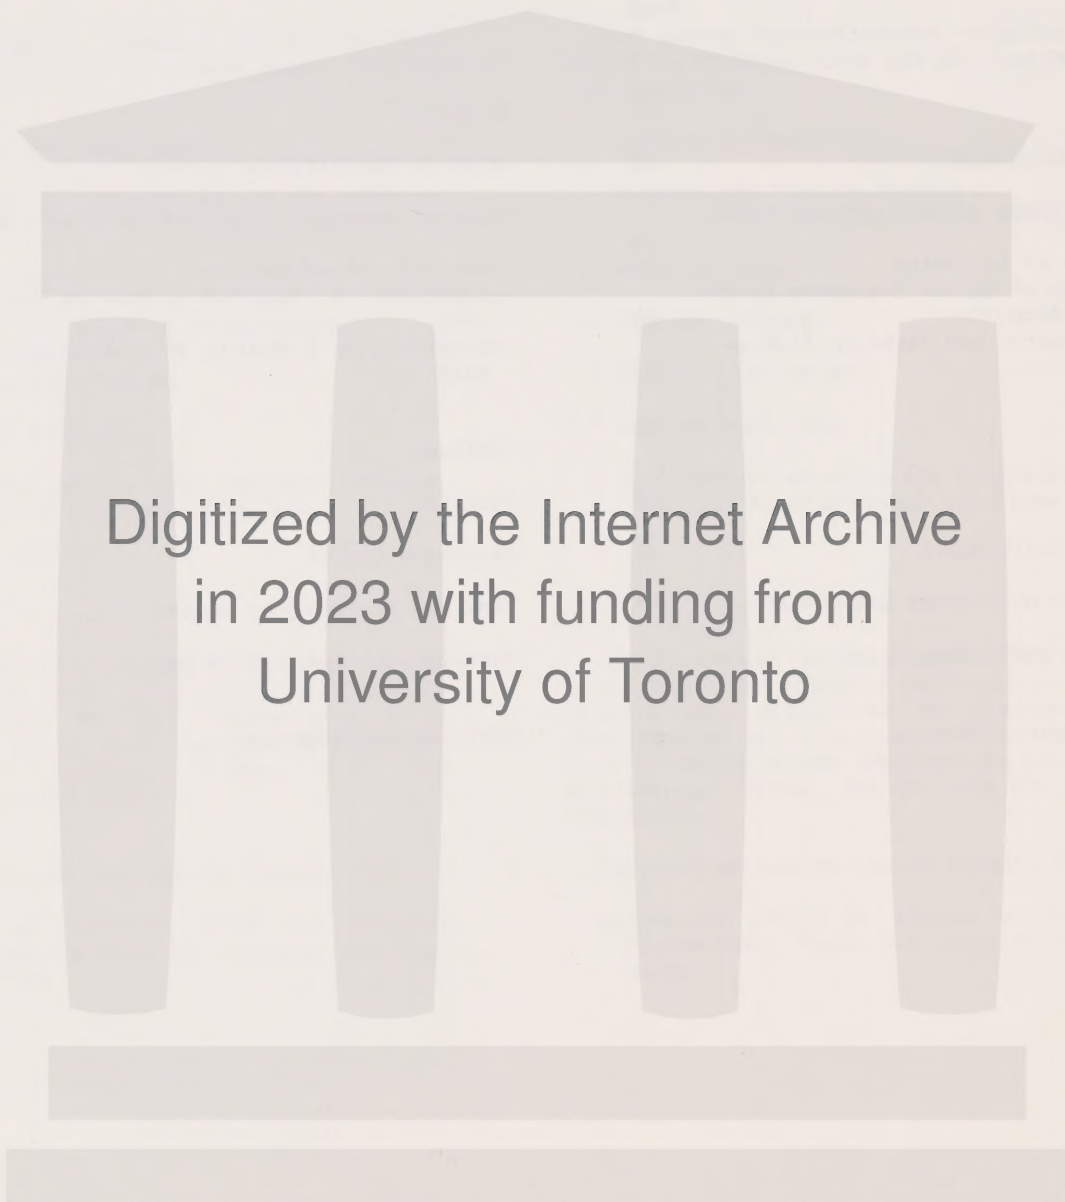 Digitized by the Internet Archive
in 2023 with funding from
University of Toronto